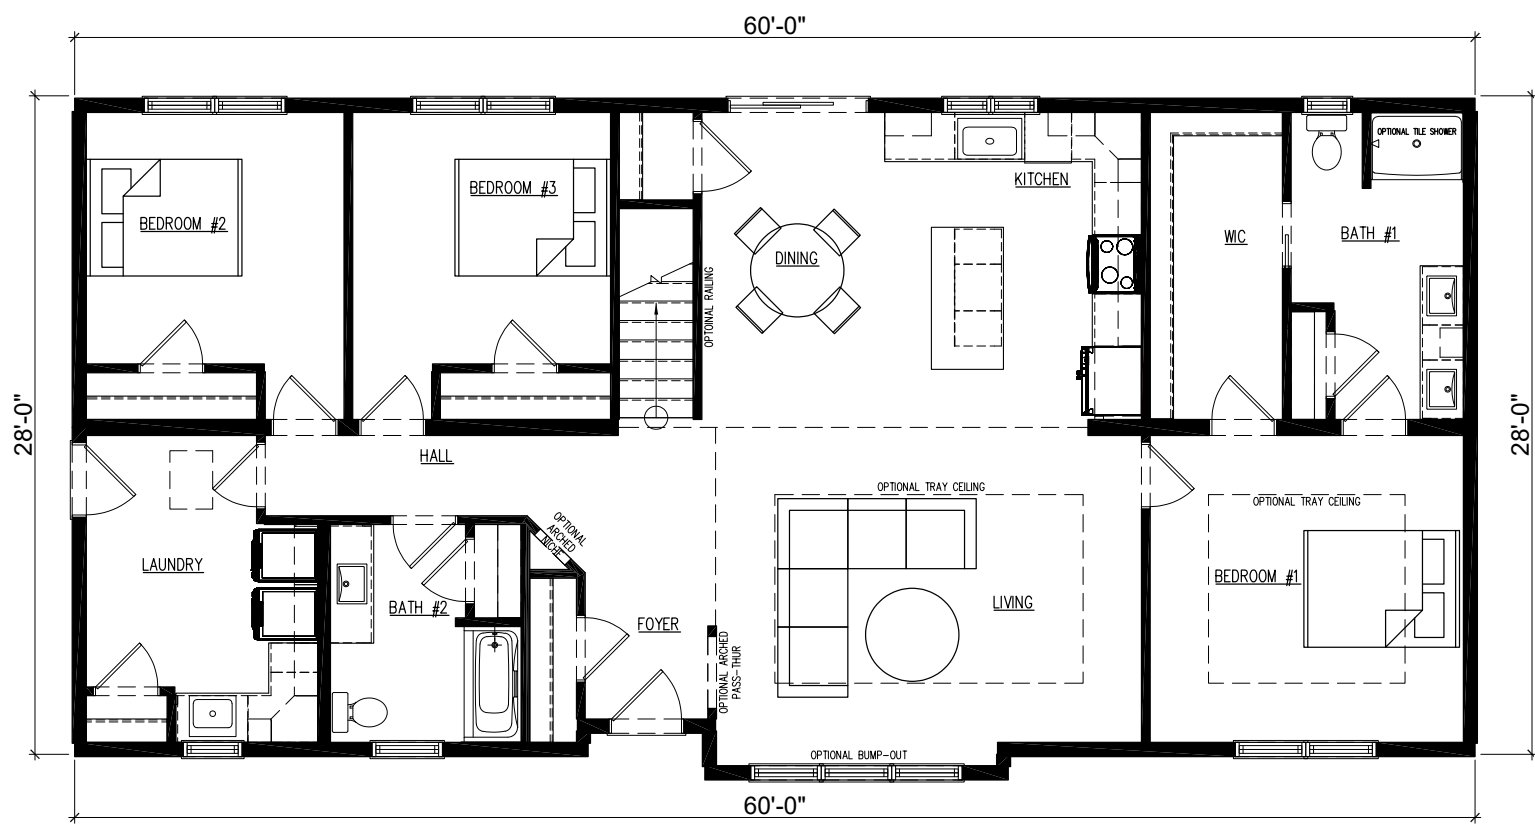 60'-0"
OPTIONAL TILE SHOWER
KITCHEN
BEDROOM #3
BEDROOM #2
WIC
BATH #1
DINING
OPTOINAL RAILING
28'-0"
28'-0"
HALL
OPTIONAL TRAY CEILING
OPTIONAL TRAY CEILING
OPTIONAL
ARCHED
NICHE
LAUNDRY
BEDROOM #1
BATH #2
LIVING
FOYER
OPTIONAL ARCHED
PASS-THUR
OPTIONAL BUMP-OUT
60'-0"